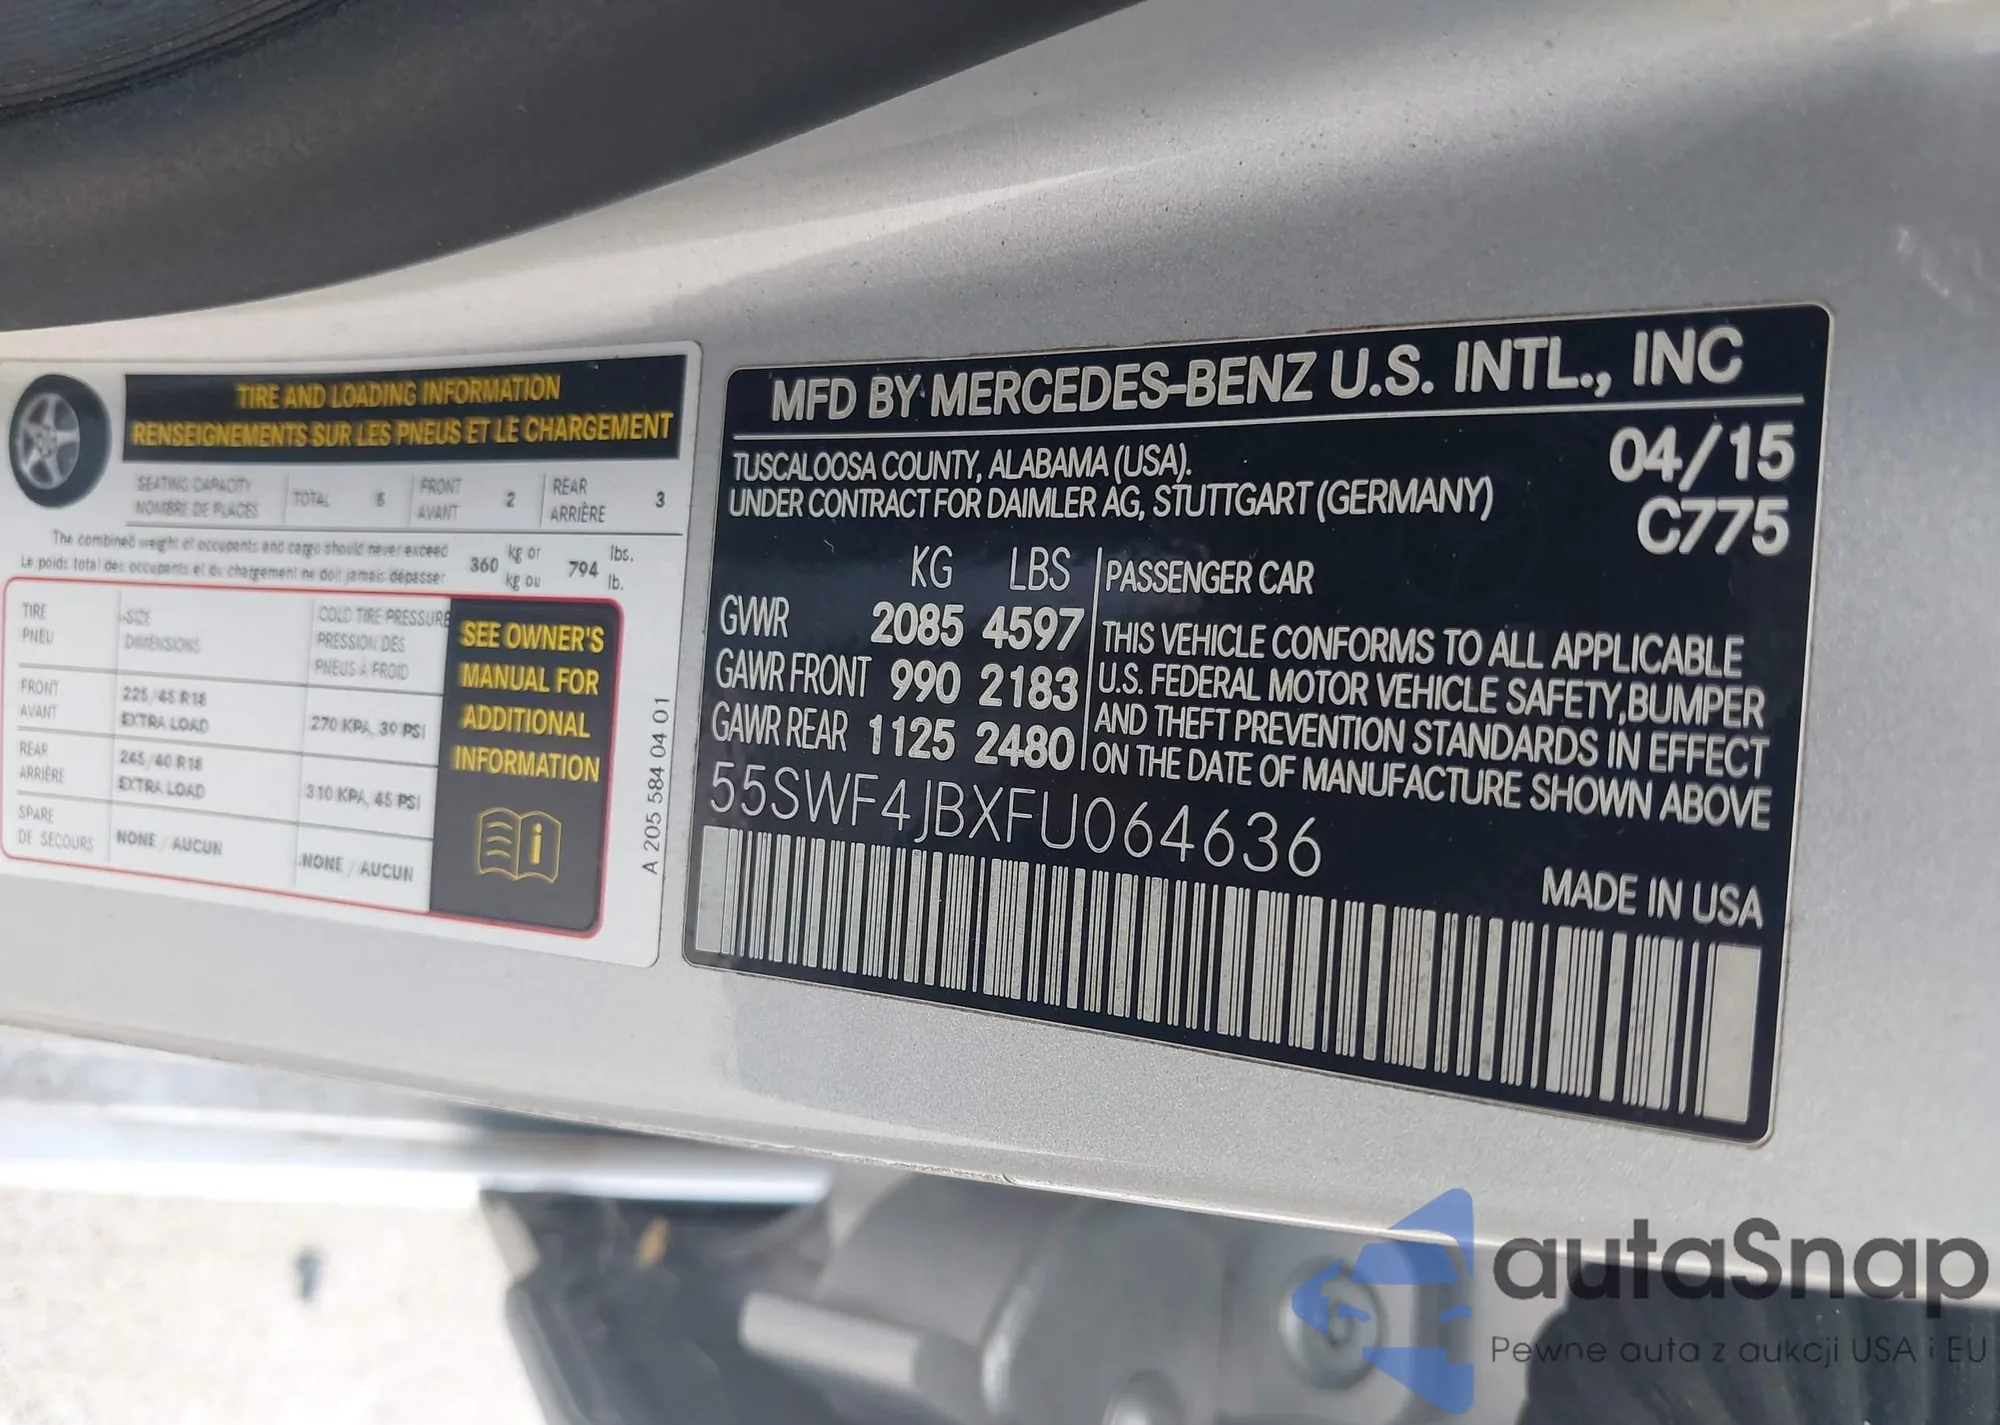 TIRE AND LOADING INFORMATION
RENSEIGNEMENTS SUR LES PNEUS ET LE CHARGEMENT
SEATING CAPACITY TOTAL 5 FRONT 2 REAR 3
NOMBRE DE PLACES AVANT ARRIÈRE
The combined weight of occupants and cargo should never exceed 360 kg or 794 lbs.
Le poids total des occupants et du chargement ne doit jamais dépasser kg ou lb.
TIRE SIZE COLD TIRE PRESSURE
PNEU DIMENSIONS PRESSION DES
PNEUS À FROID
FRONT 225/45 R18
AVANT EXTRA LOAD 270 KPA, 39 PSI
REAR 245/40 R18
ARRIÈRE EXTRA LOAD 310 KPA, 45 PSI
SPARE
DE SECOURS NONE / AUCUN NONE / AUCUN
SEE OWNER'S
MANUAL FOR
ADDITIONAL
INFORMATION
A 205 584 04 01
MFD BY MERCEDES-BENZ U.S. INTL., INC
TUSCALOOSA COUNTY, ALABAMA (USA). 04/15
UNDER CONTRACT FOR DAIMLER AG, STUTTGART (GERMANY) C775
KG LBS PASSENGER CAR
GVWR 2085 4597
GAWR FRONT 990 2183
GAWR REAR 1125 2480
THIS VEHICLE CONFORMS TO ALL APPLICABLE
U.S. FEDERAL MOTOR VEHICLE SAFETY, BUMPER
AND THEFT PREVENTION STANDARDS IN EFFECT
ON THE DATE OF MANUFACTURE SHOWN ABOVE
55SWF4JBXFU064636
MADE IN USA
autaSnap
Pewne auta z aukcji USA i EU